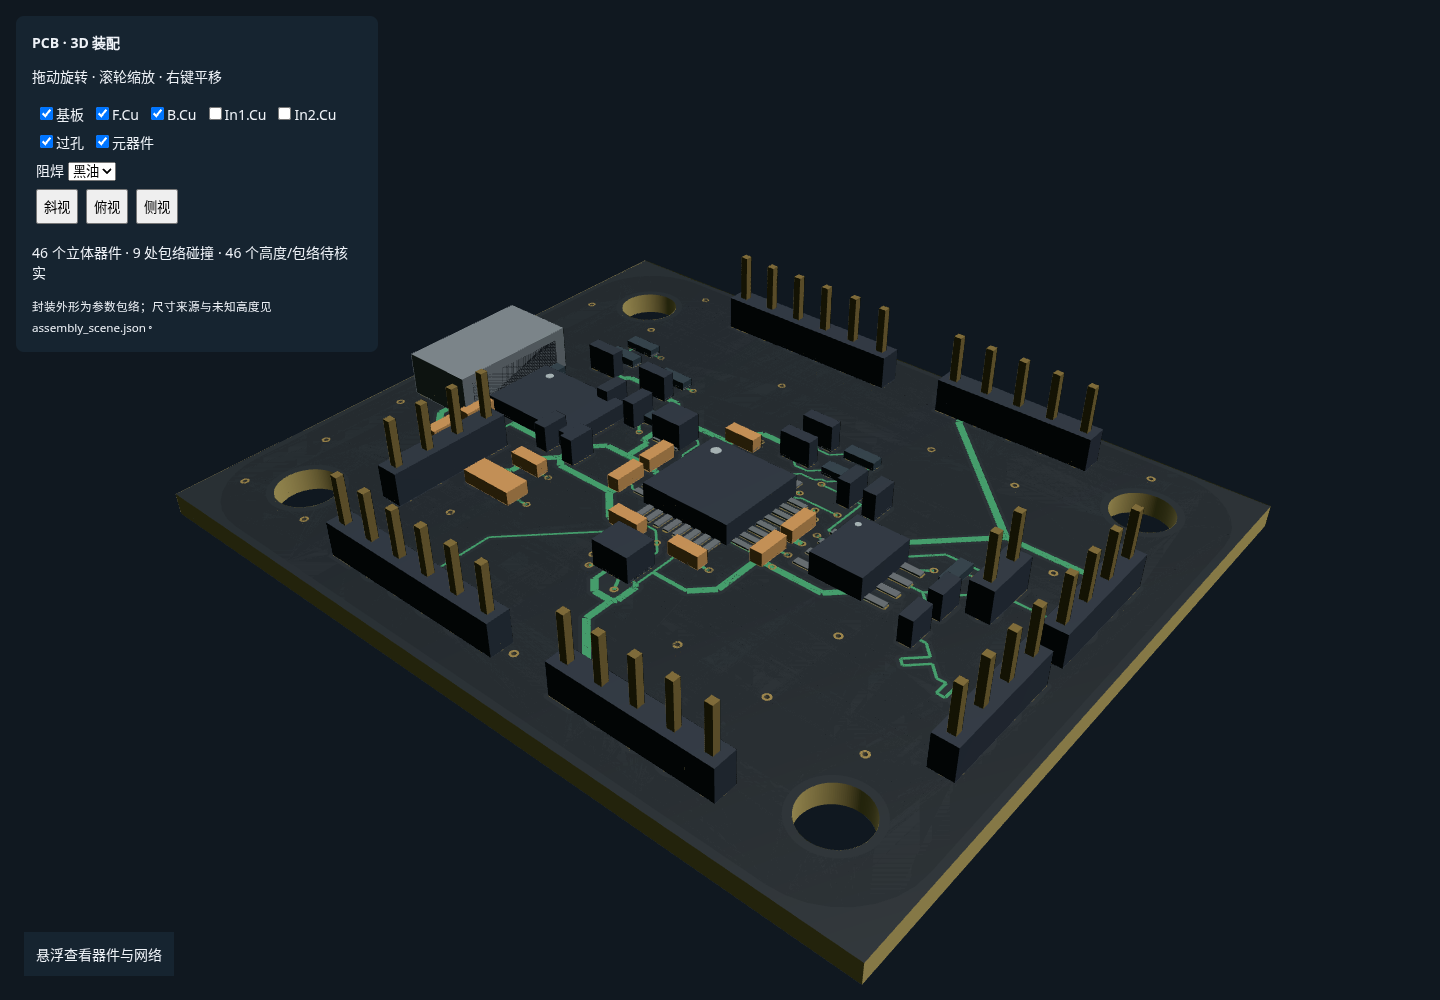 PCB · 3D 装配
拖动旋转 · 滚轮缩放 · 右键平移
基板 F.Cu B.Cu In1.Cu In2.Cu
过孔 元器件
阻焊 黑油
斜视 俯视 侧视
46 个立体器件 · 9 处包络碰撞 · 46 个高度/包络待核
实
封装外形为参数包络；尺寸来源与未知高度见
assembly_scene.json。
悬浮查看器件与网络